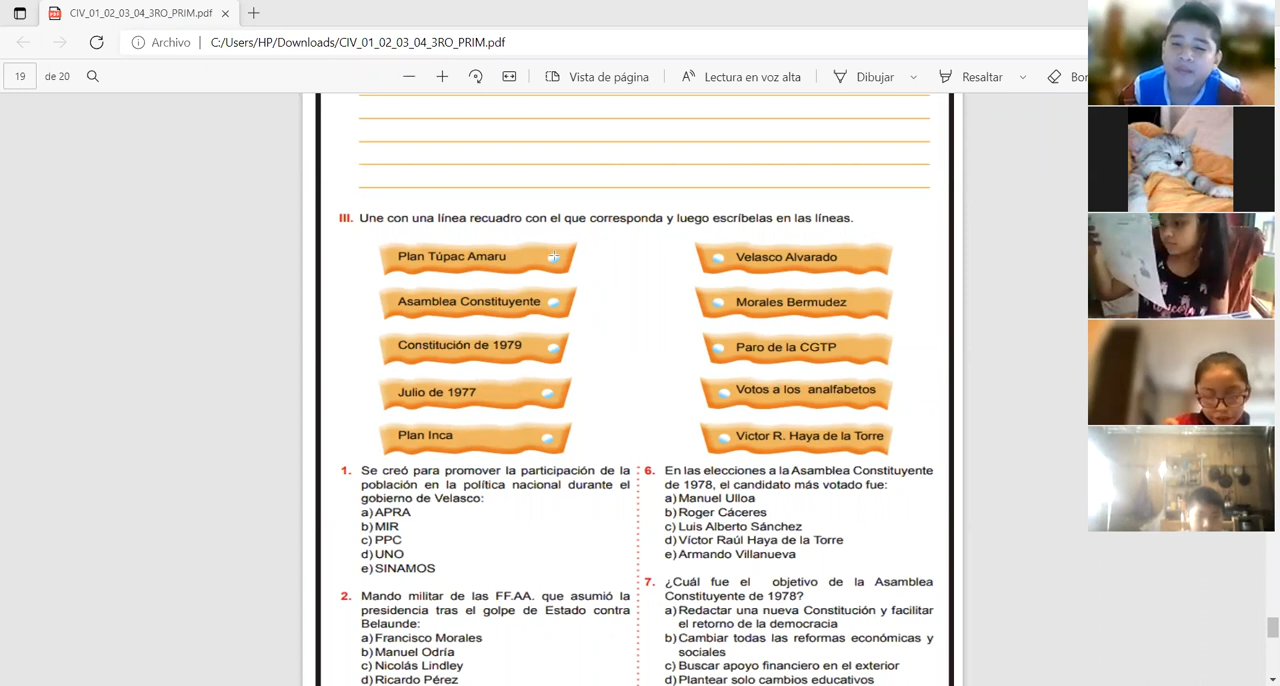 CIV_01_02_03_04_3RO_PRIM.pdf
Archivo | C:/Users/HP/Downloads/CIV_01_02_03_04_3RO_PRIM.pdf
19 de 20 Vista de página Lectura en voz alta Dibujar Resaltar Bor
III. Une con una línea recuadro con el que corresponda y luego escríbelas en las líneas.
Plan Túpac Amaru
Asamblea Constituyente
Constitución de 1979
Julio de 1977
Plan Inca
Velasco Alvarado
Morales Bermudez
Paro de la CGTP
Votos a los analfabetos
Victor R. Haya de la Torre
1. Se creó para promover la participación de la
población en la política nacional durante el
gobierno de Velasco:
a) APRA
b) MIR
c) PPC
d) UNO
e) SINAMOS
2. Mando militar de las FF.AA. que asumió la
presidencia tras el golpe de Estado contra
Belaunde:
a) Francisco Morales
b) Manuel Odría
c) Nicolás Lindley
d) Ricardo Pérez
6. En las elecciones a la Asamblea Constituyente
de 1978, el candidato más votado fue:
a) Manuel Ulloa
b) Roger Cáceres
c) Luis Alberto Sánchez
d) Víctor Raúl Haya de la Torre
e) Armando Villanueva
7. ¿Cuál fue el objetivo de la Asamblea
Constituyente de 1978?
a) Redactar una nueva Constitución y facilitar
el retorno de la democracia
b) Cambiar todas las reformas económicas y
sociales
c) Buscar apoyo financiero en el exterior
d) Plantear solo cambios educativos